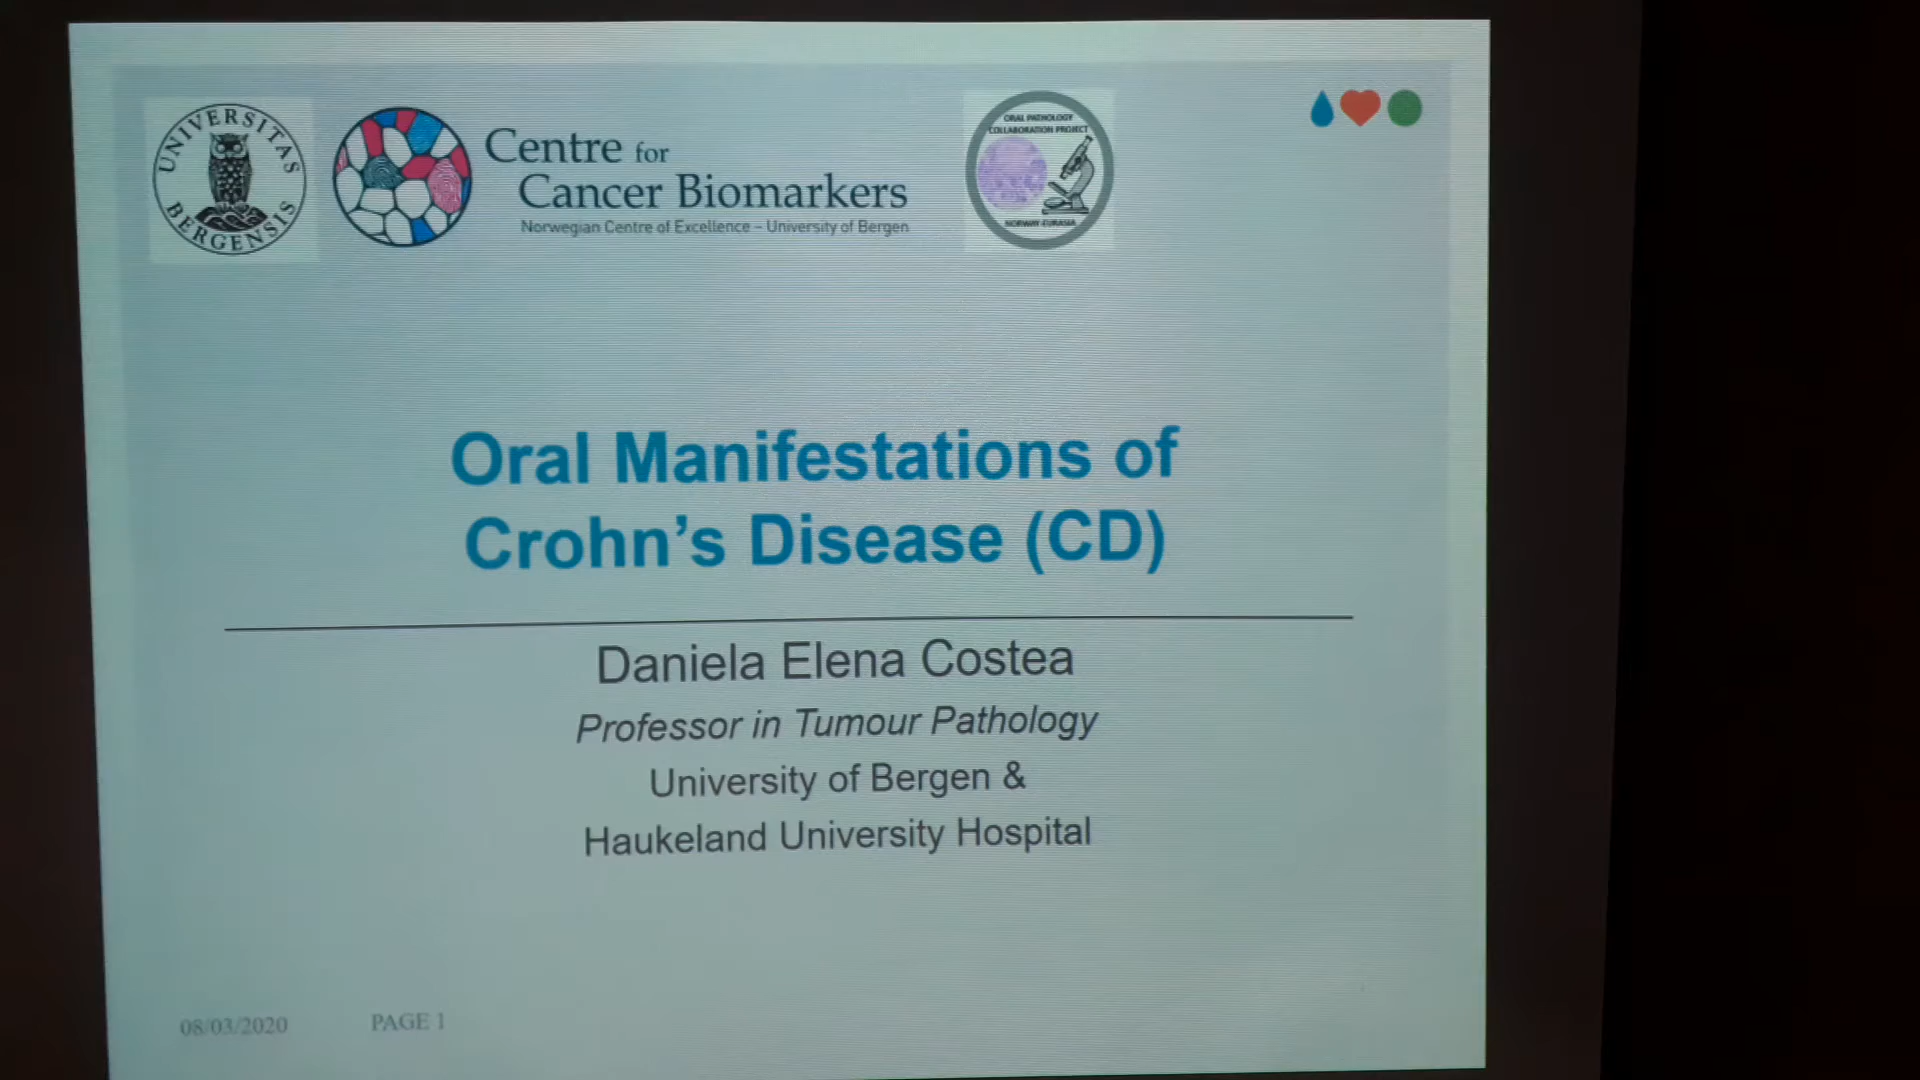 UNIVERSITAS
BERGENSIS
Centre for
Cancer Biomarkers
Norwegian Centre of Excellence – University of Bergen
ORAL PATHOLOGY
COLLABORATION PROJECT
NORWAY-EURASIA
Oral Manifestations of
Crohn’s Disease (CD)
Daniela Elena Costea
Professor in Tumour Pathology
University of Bergen &
Haukeland University Hospital
08/03/2020 PAGE 1